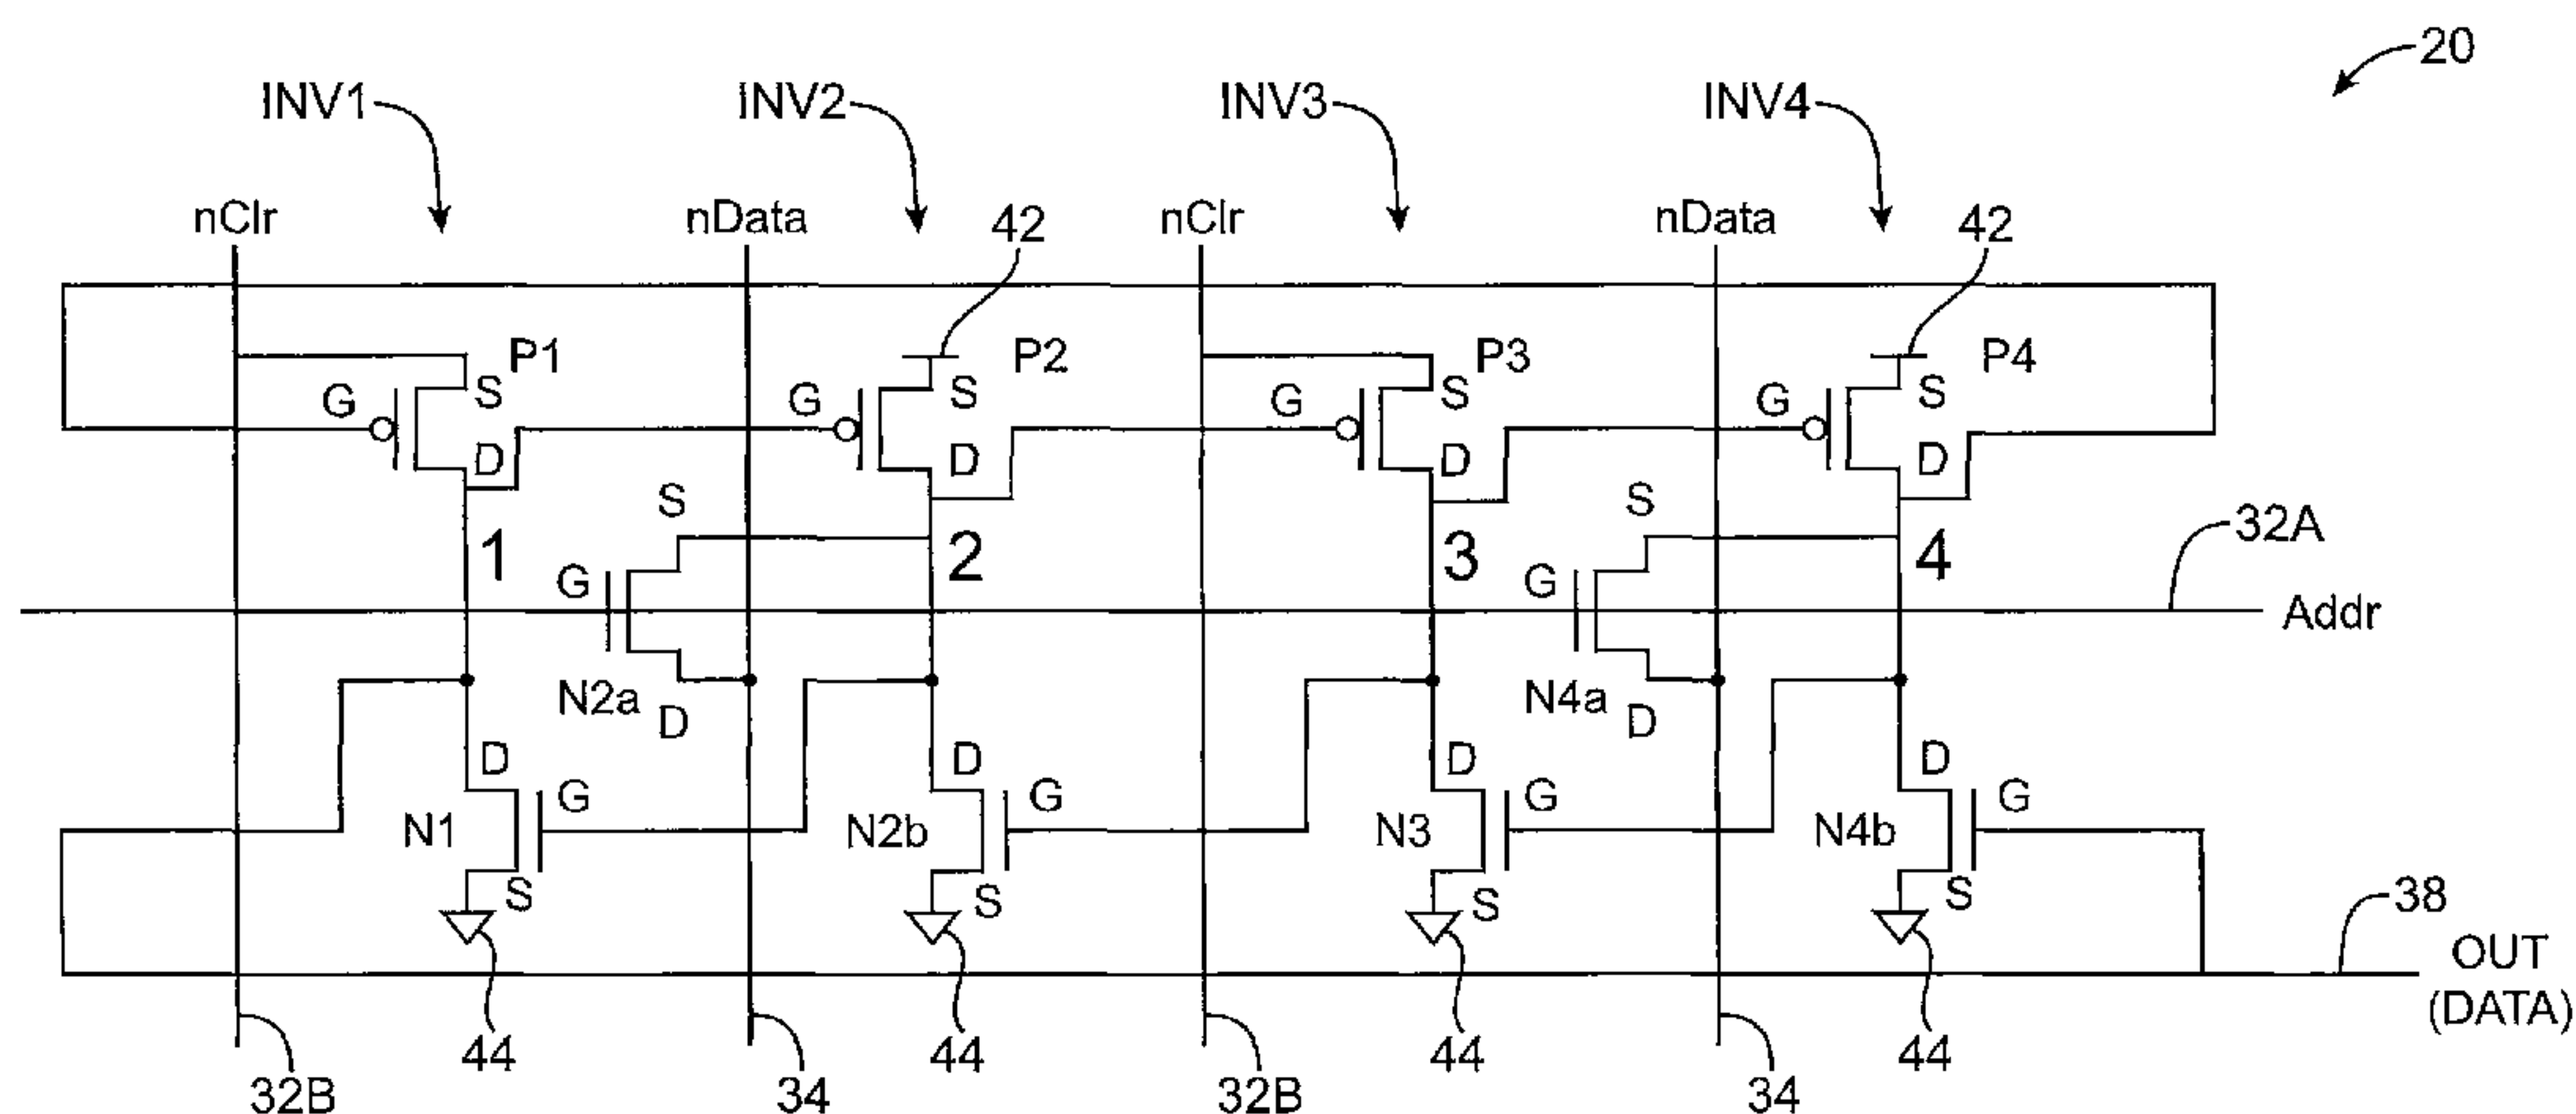 20
INV1
INV2
INV3
INV4
nClr
nData
42
nClr
nData
42
P1
P2
P3
P4
G
S
G
S
G
S
G
S
D
D
D
D
S
S
1
2
3
4
32A
G
G
Addr
N2a
D
N4a
D
D
D
D
D
G
G
G
G
N1
N2b
N3
N4b
S
S
S
S
38
OUT
(DATA)
44
44
44
44
32B
34
32B
34